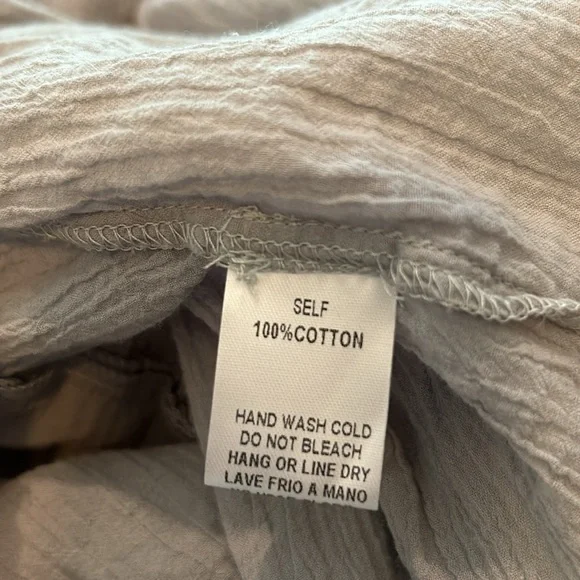 SELF
100%COTTON
HAND WASH COLD
DO NOT BLEACH
HANG OR LINE DRY
LAVE FRIO A MANO